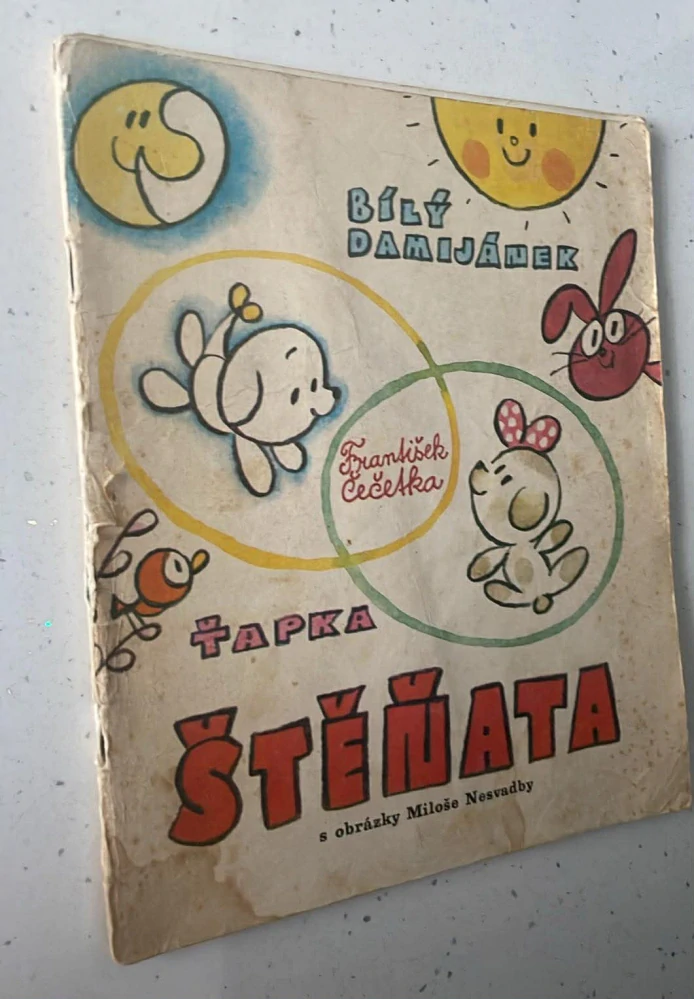 BÍLÝ
DAMIJÁNEK
František
Čečetka
ŤAPKA
ŠTĚŇATA
s obrázky Miloše Nesvadby